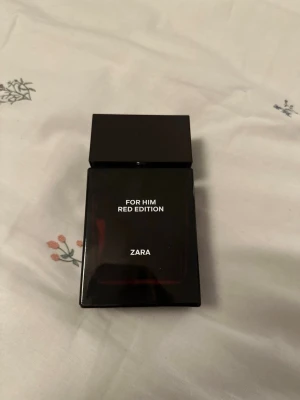 FOR HIM
RED EDITION
ZARA